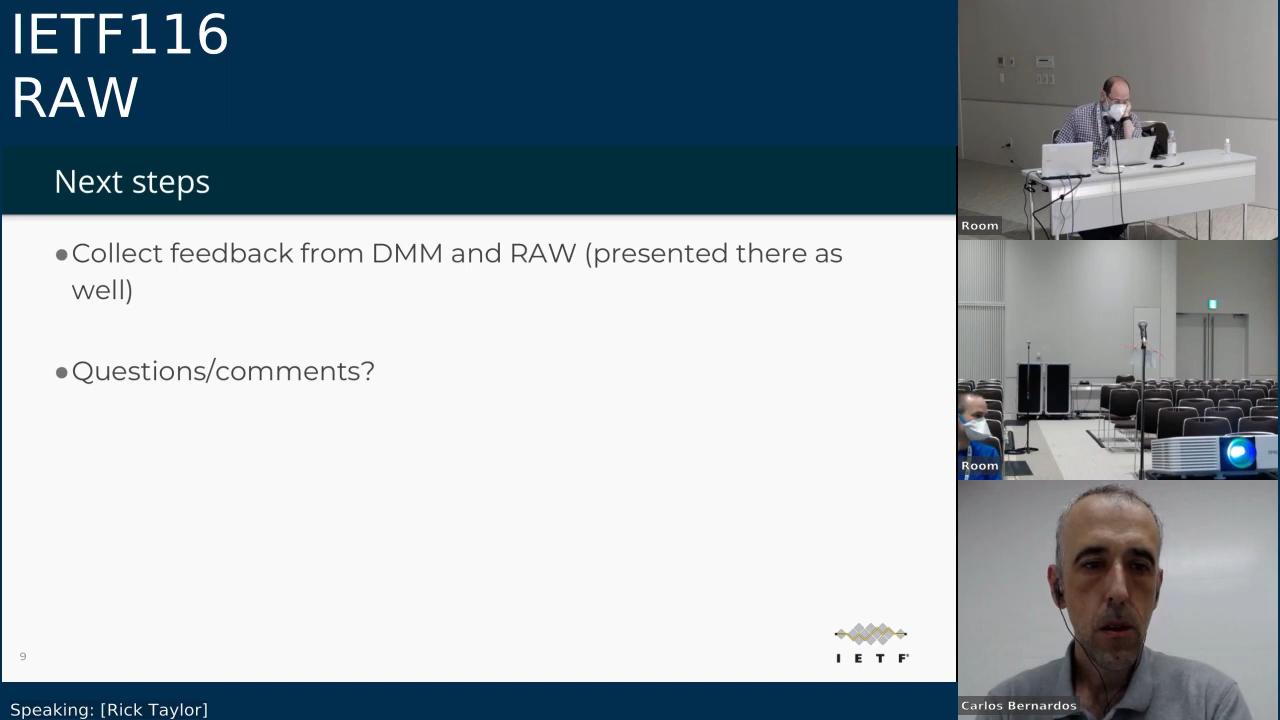 IETF116
RAW
Next steps
●Collect feedback from DMM and RAW (presented there as
well)
●Questions/comments?
9
I E T F®
Speaking: [Rick Taylor]
Room
Room
Carlos Bernardos